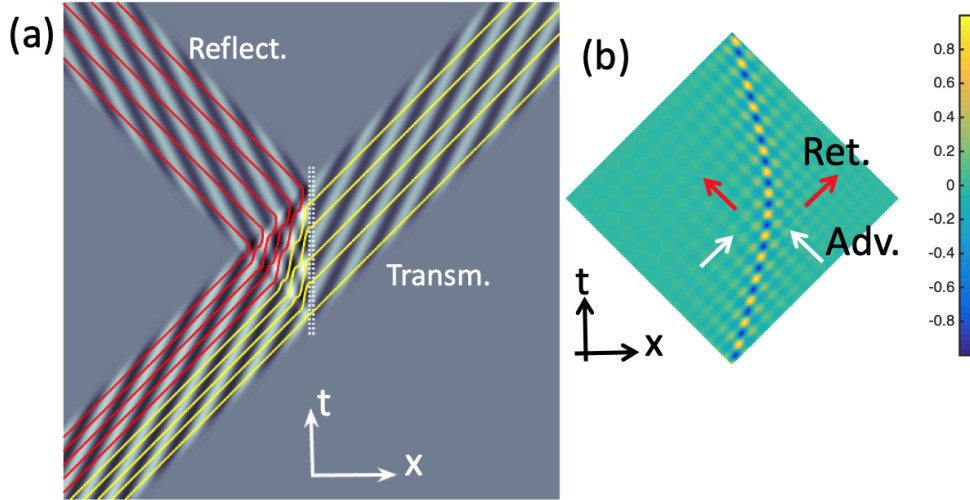 (a)
Reflect.
Transm.
t
x
(b)
Ret.
Adv.
t
x
0.8
0.6
0.4
0.2
0
-0.2
-0.4
-0.6
-0.8